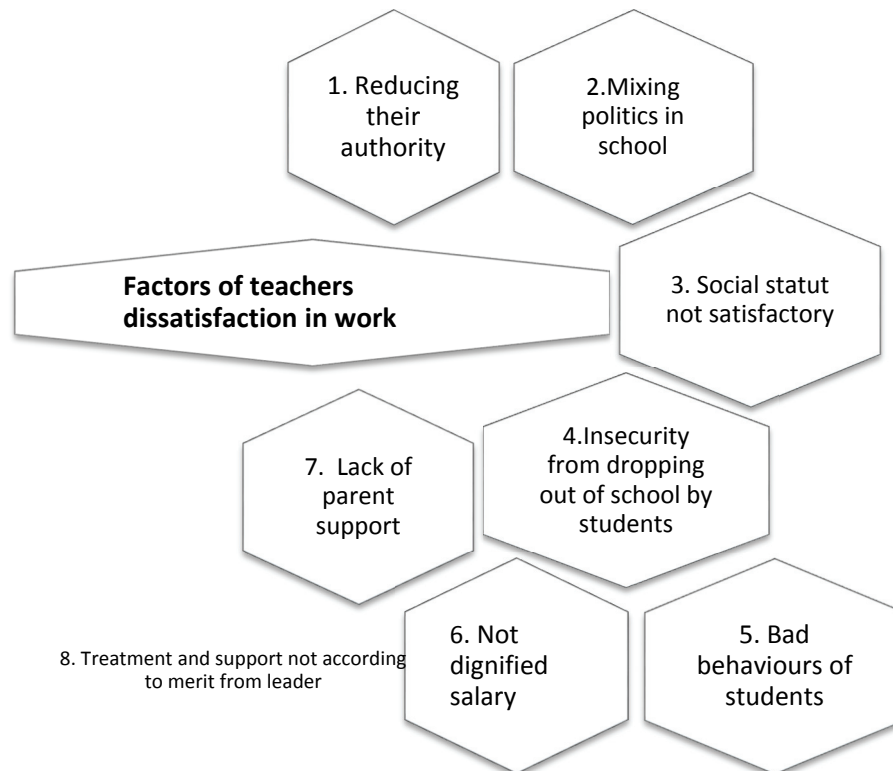 1. Reducing
their
authority
2.Mixing
politics in
school
Factors of teachers
dissatisfaction in work
3. Social statut
not satisfactory
4.Insecurity
from dropping
out of school by
students
7. Lack of
parent
support
5. Bad
behaviours of
students
6. Not
dignified
salary
8. Treatment and support not according
to merit from leader